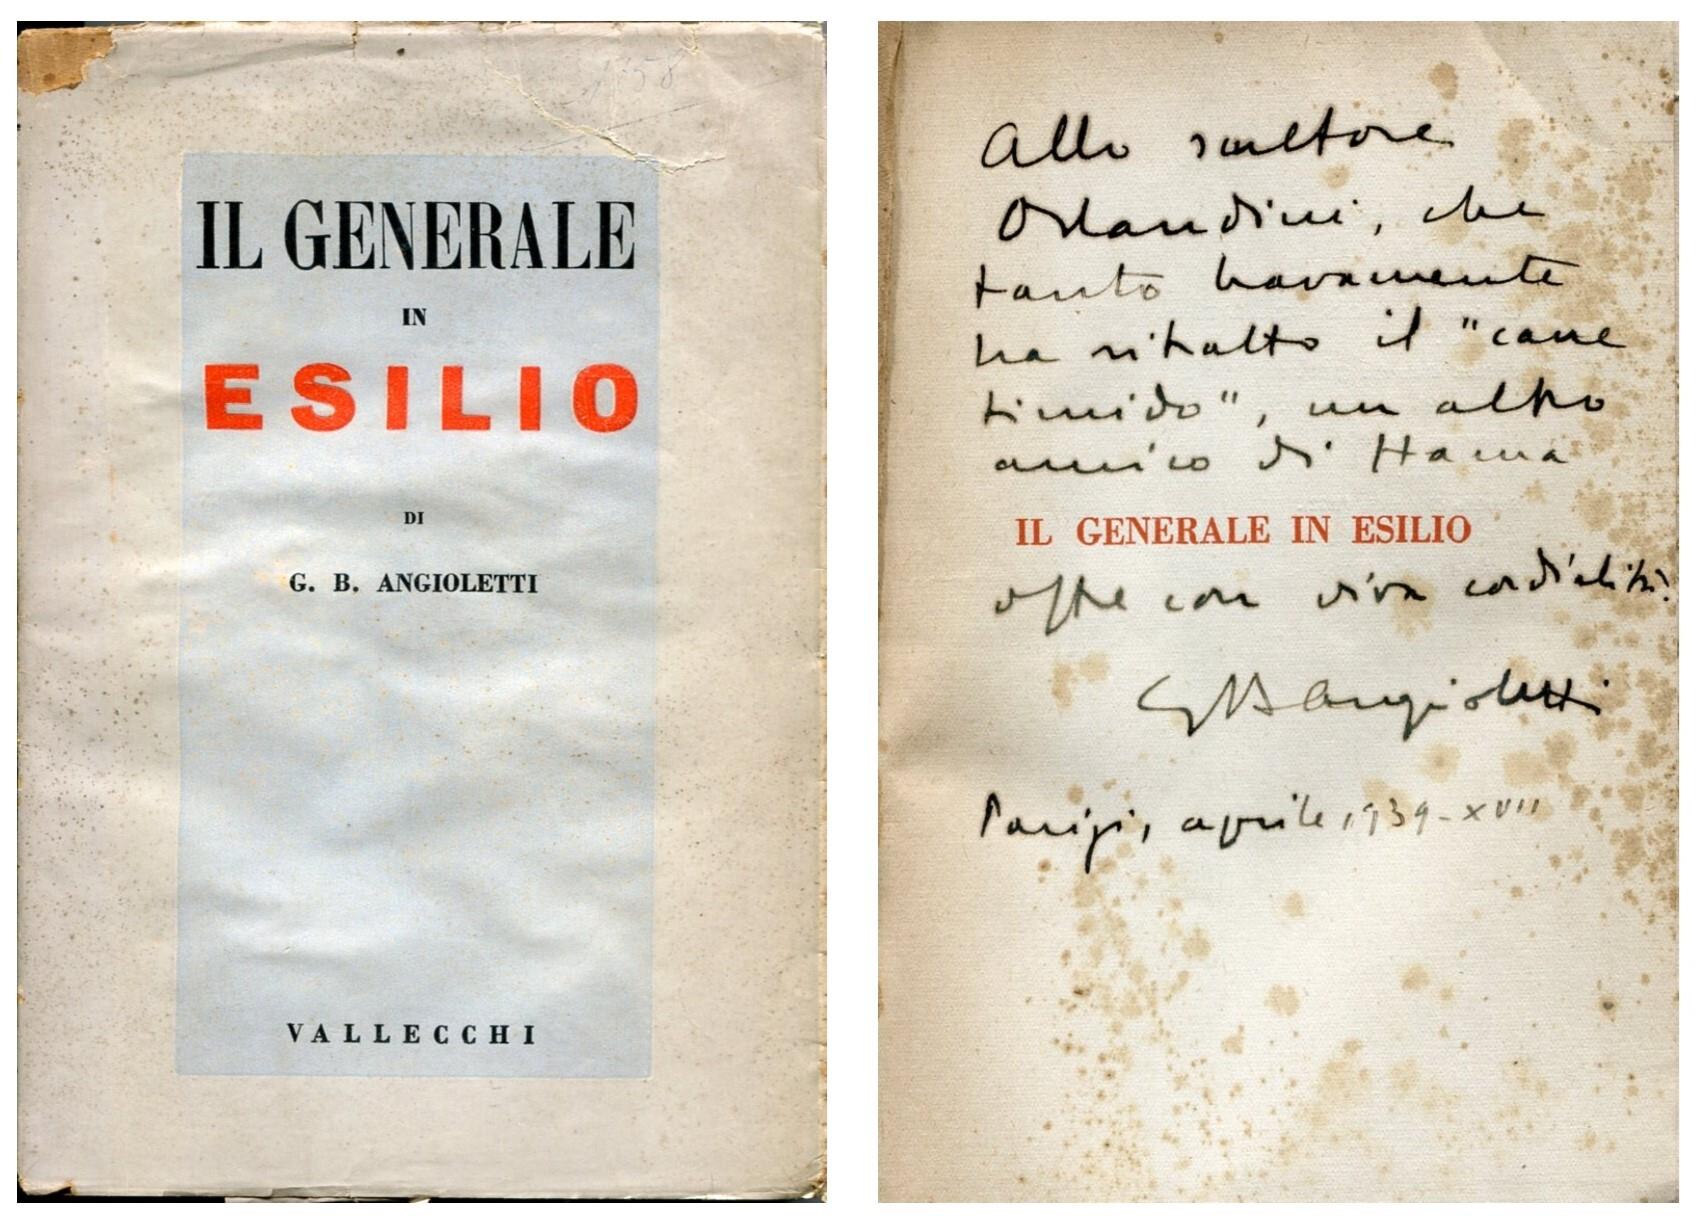 IL GENERALE
IN
ESILIO
DI
G. B. ANGIOLETTI
VALLECCHI
Allo scultore
Orlandini, che
tanto bravamente
ha ritratto il "cane
timido", un altro
amico di Hama
IL GENERALE IN ESILIO
offre con viva cordialità.
GBAngioletti
Parigi, aprile 1939-XVII